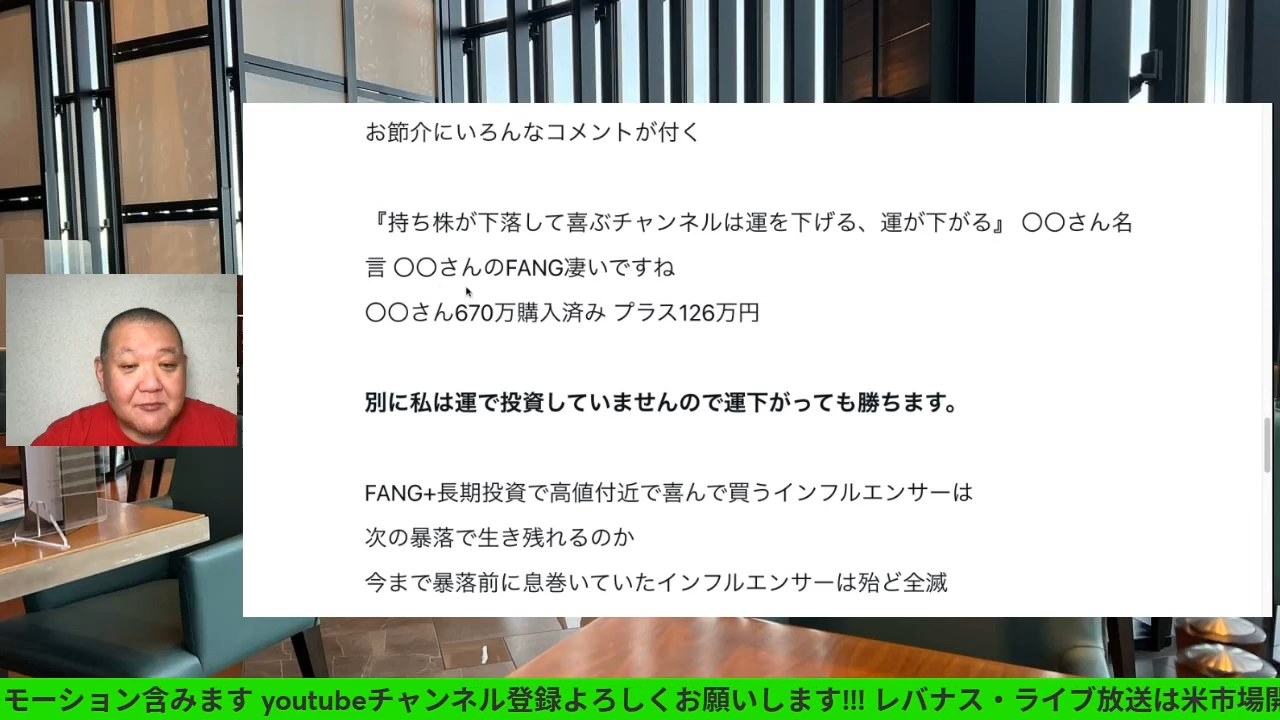 お節介にいろんなコメントが付く
『持ち株が下落して喜ぶチャンネルは運を下げる、運が下がる』 〇〇さん名
言 〇〇さんのFANG凄いですね
〇〇さん670万購入済み プラス126万円
別に私は運で投資していませんので運下がっても勝ちます。
FANG+長期投資で高値付近で喜んで買うインフルエンサーは
次の暴落で生き残れるのか
今まで暴落前に息巻いていたインフルエンサーは殆ど全滅
モーション含みます youtubeチャンネル登録よろしくお願いします!!! レバナス・ライブ放送は米市場開